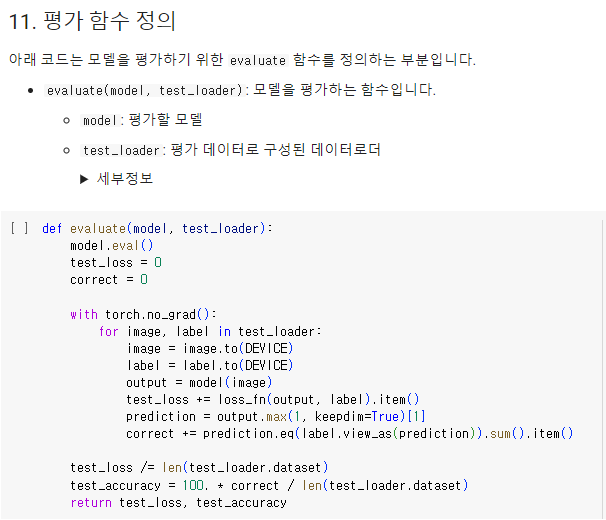 11. 평가 함수 정의
아래 코드는 모델을 평가하기 위한 evaluate 함수를 정의하는 부분입니다.
• evaluate(model, test_loader): 모델을 평가하는 함수입니다.
○ model: 평가할 모델
○ test_loader: 평가 데이터로 구성된 데이터로더
▶ 세부정보
[ ] def evaluate(model, test_loader):
    model.eval()
    test_loss = 0
    correct = 0

    with torch.no_grad():
        for image, label in test_loader:
            image = image.to(DEVICE)
            label = label.to(DEVICE)
            output = model(image)
            test_loss += loss_fn(output, label).item()
            prediction = output.max(1, keepdim=True)[1]
            correct += prediction.eq(label.view_as(prediction)).sum().item()

    test_loss /= len(test_loader.dataset)
    test_accuracy = 100. * correct / len(test_loader.dataset)
    return test_loss, test_accuracy